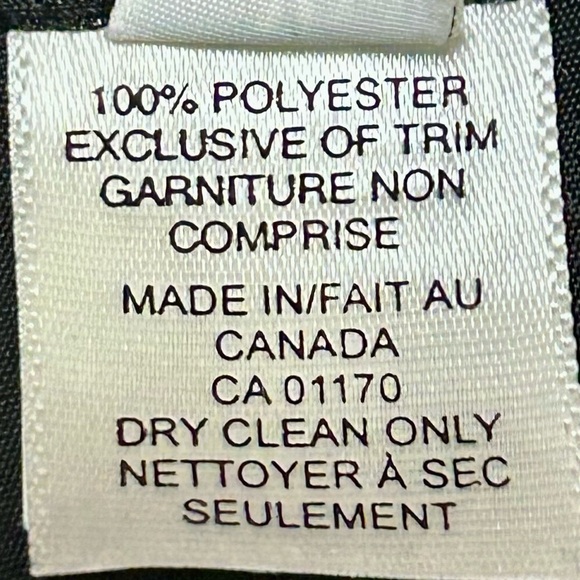 100% POLYESTER
EXCLUSIVE OF TRIM
GARNITURE NON
COMPRISE
MADE IN/FAIT AU
CANADA
CA 01170
DRY CLEAN ONLY
NETTOYER À SEC
SEULEMENT